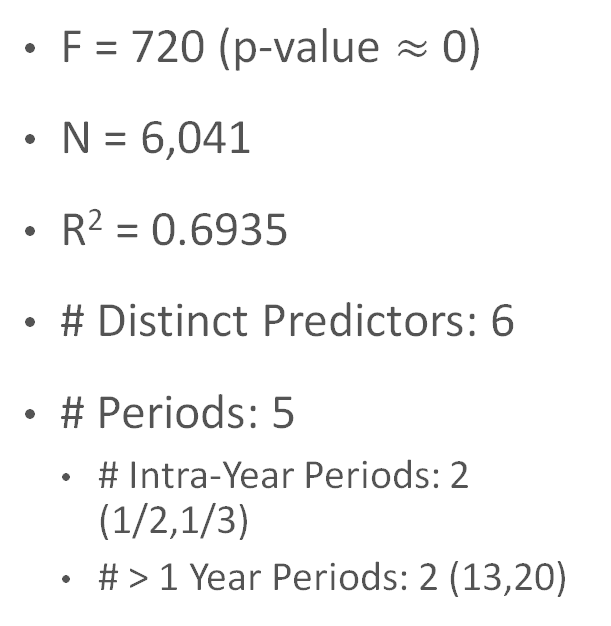 • F = 720 (p-value ≈ 0)
• N = 6,041
• R² = 0.6935
• # Distinct Predictors: 6
• # Periods: 5
• # Intra-Year Periods: 2
(1/2,1/3)
• # > 1 Year Periods: 2 (13,20)